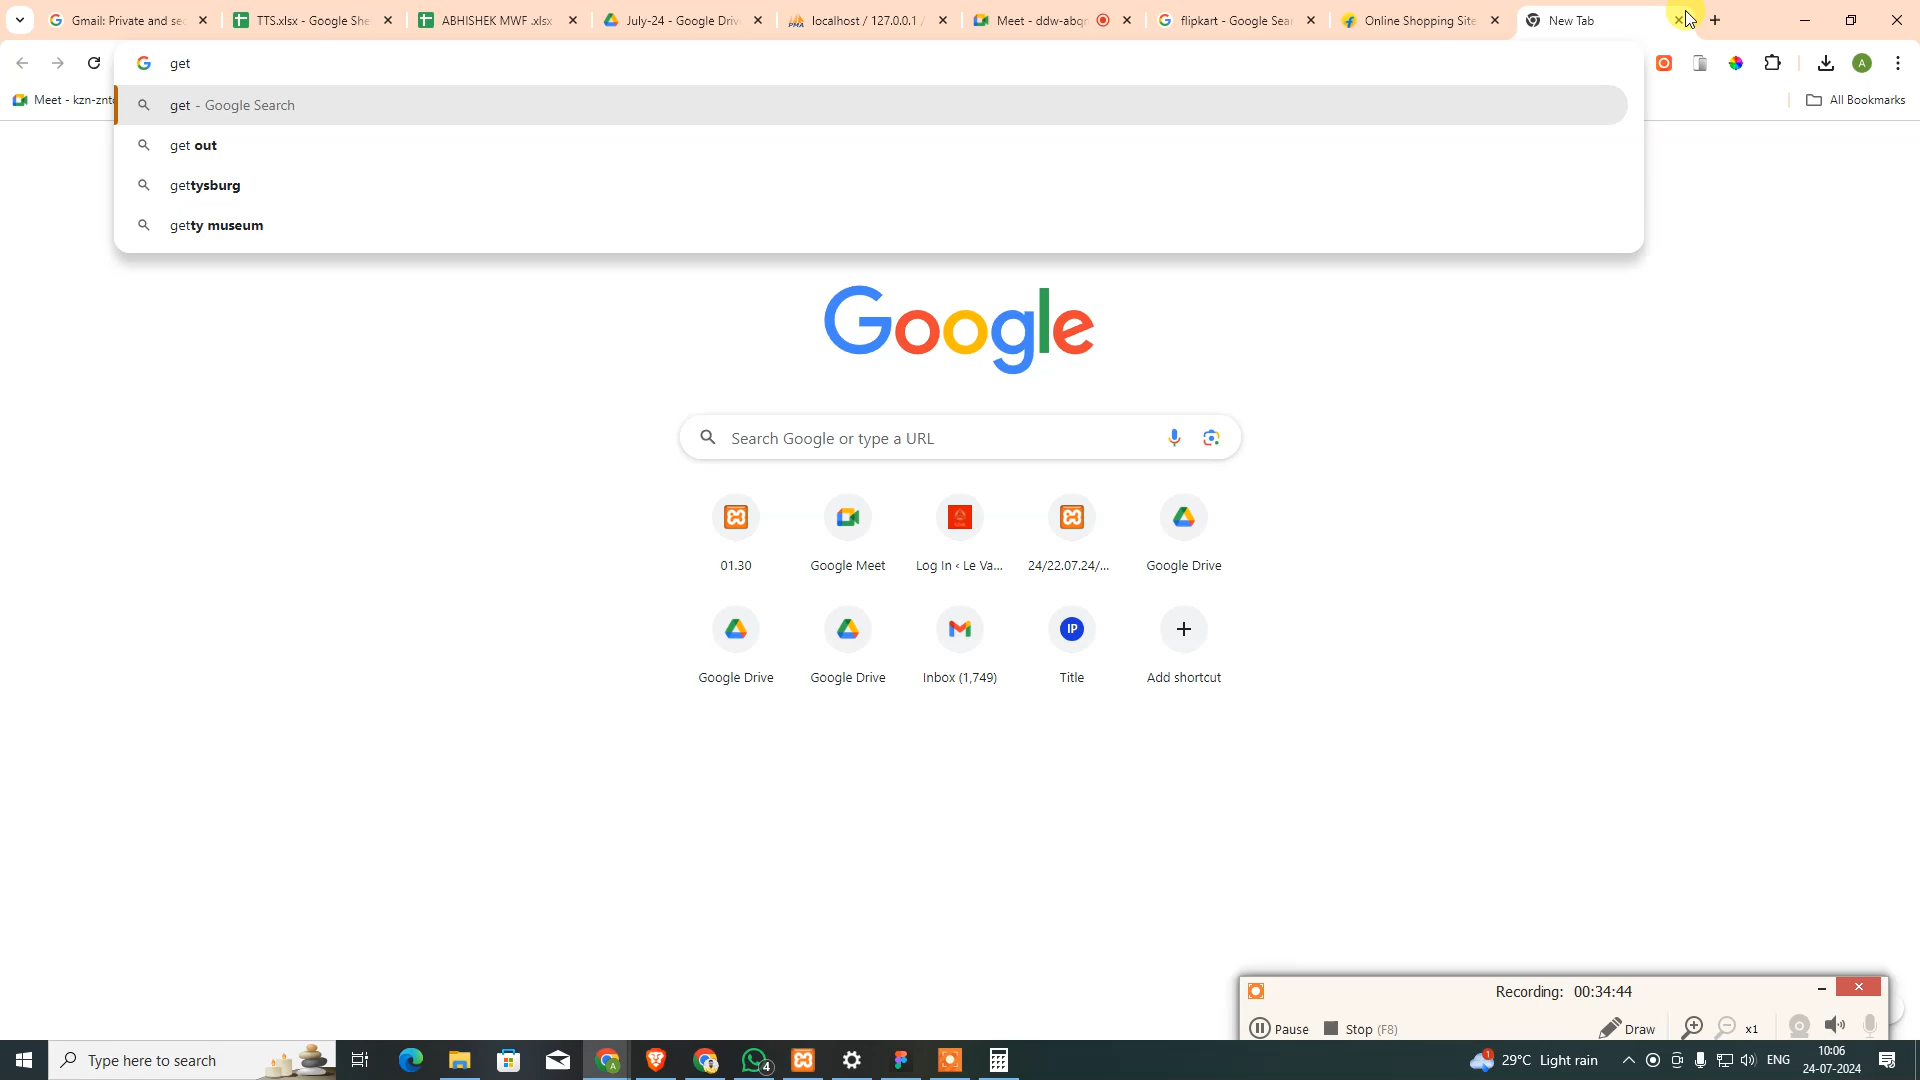 Gmail: Private and sec
TTS.xlsx - Google She
ABHISHEK MWF .xlsx
July-24 - Google Driv
localhost / 127.0.0.1 /
Meet - ddw-abqr
flipkart - Google Sear
Online Shopping Site
New Tab
get
A
Meet - kzn-znt
All Bookmarks
get - Google Search
get out
gettysburg
getty museum
Google
Search Google or type a URL
01.30
Google Meet
Log In ‹ Le Va...
24/22.07.24/...
Google Drive
IP
Google Drive
Google Drive
Inbox (1,749)
Title
Add shortcut
Recording: 00:34:44
Pause
Stop (F8)
Draw
x1
Type here to search
A
4
1
29°C Light rain
ENG
10:06
24-07-2024